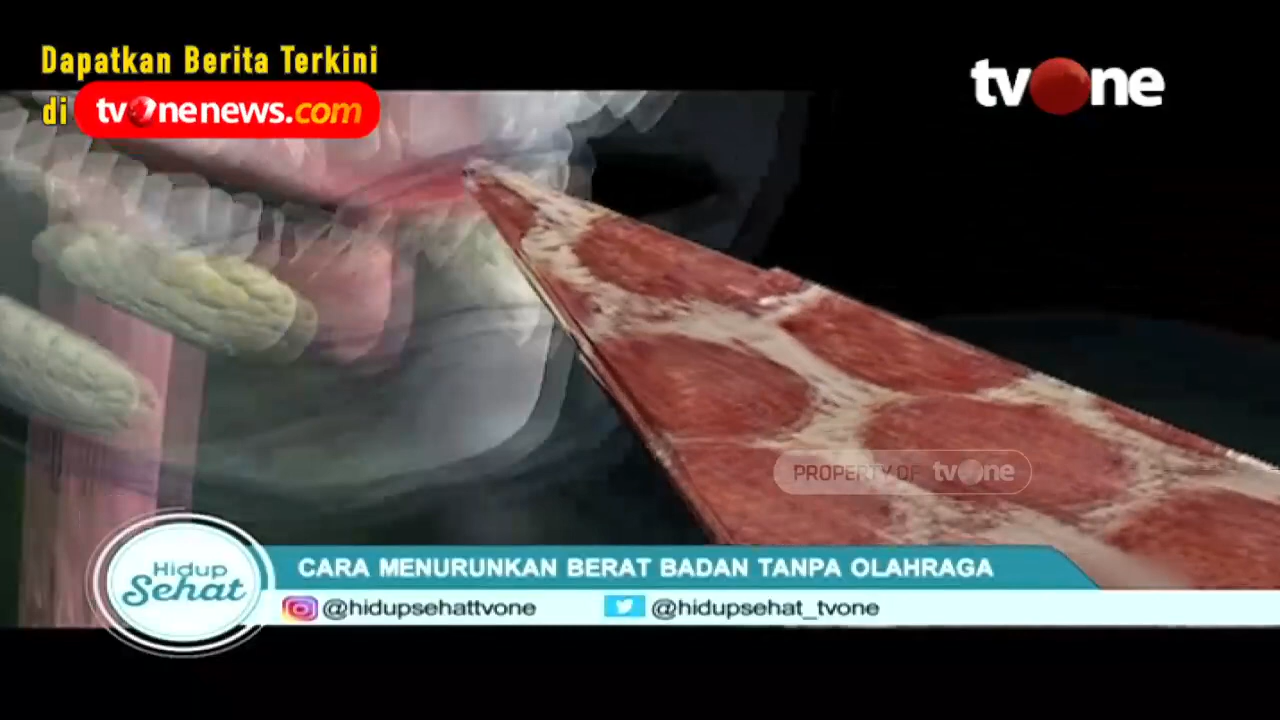 Dapatkan Berita Terkini
di tvonenews.com
tvOne
PROPERTY OF tvOne
Hidup
Sehat
CARA MENURUNKAN BERAT BADAN TANPA OLAHRAGA
@hidupsehattvone
@hidupsehat_tvone